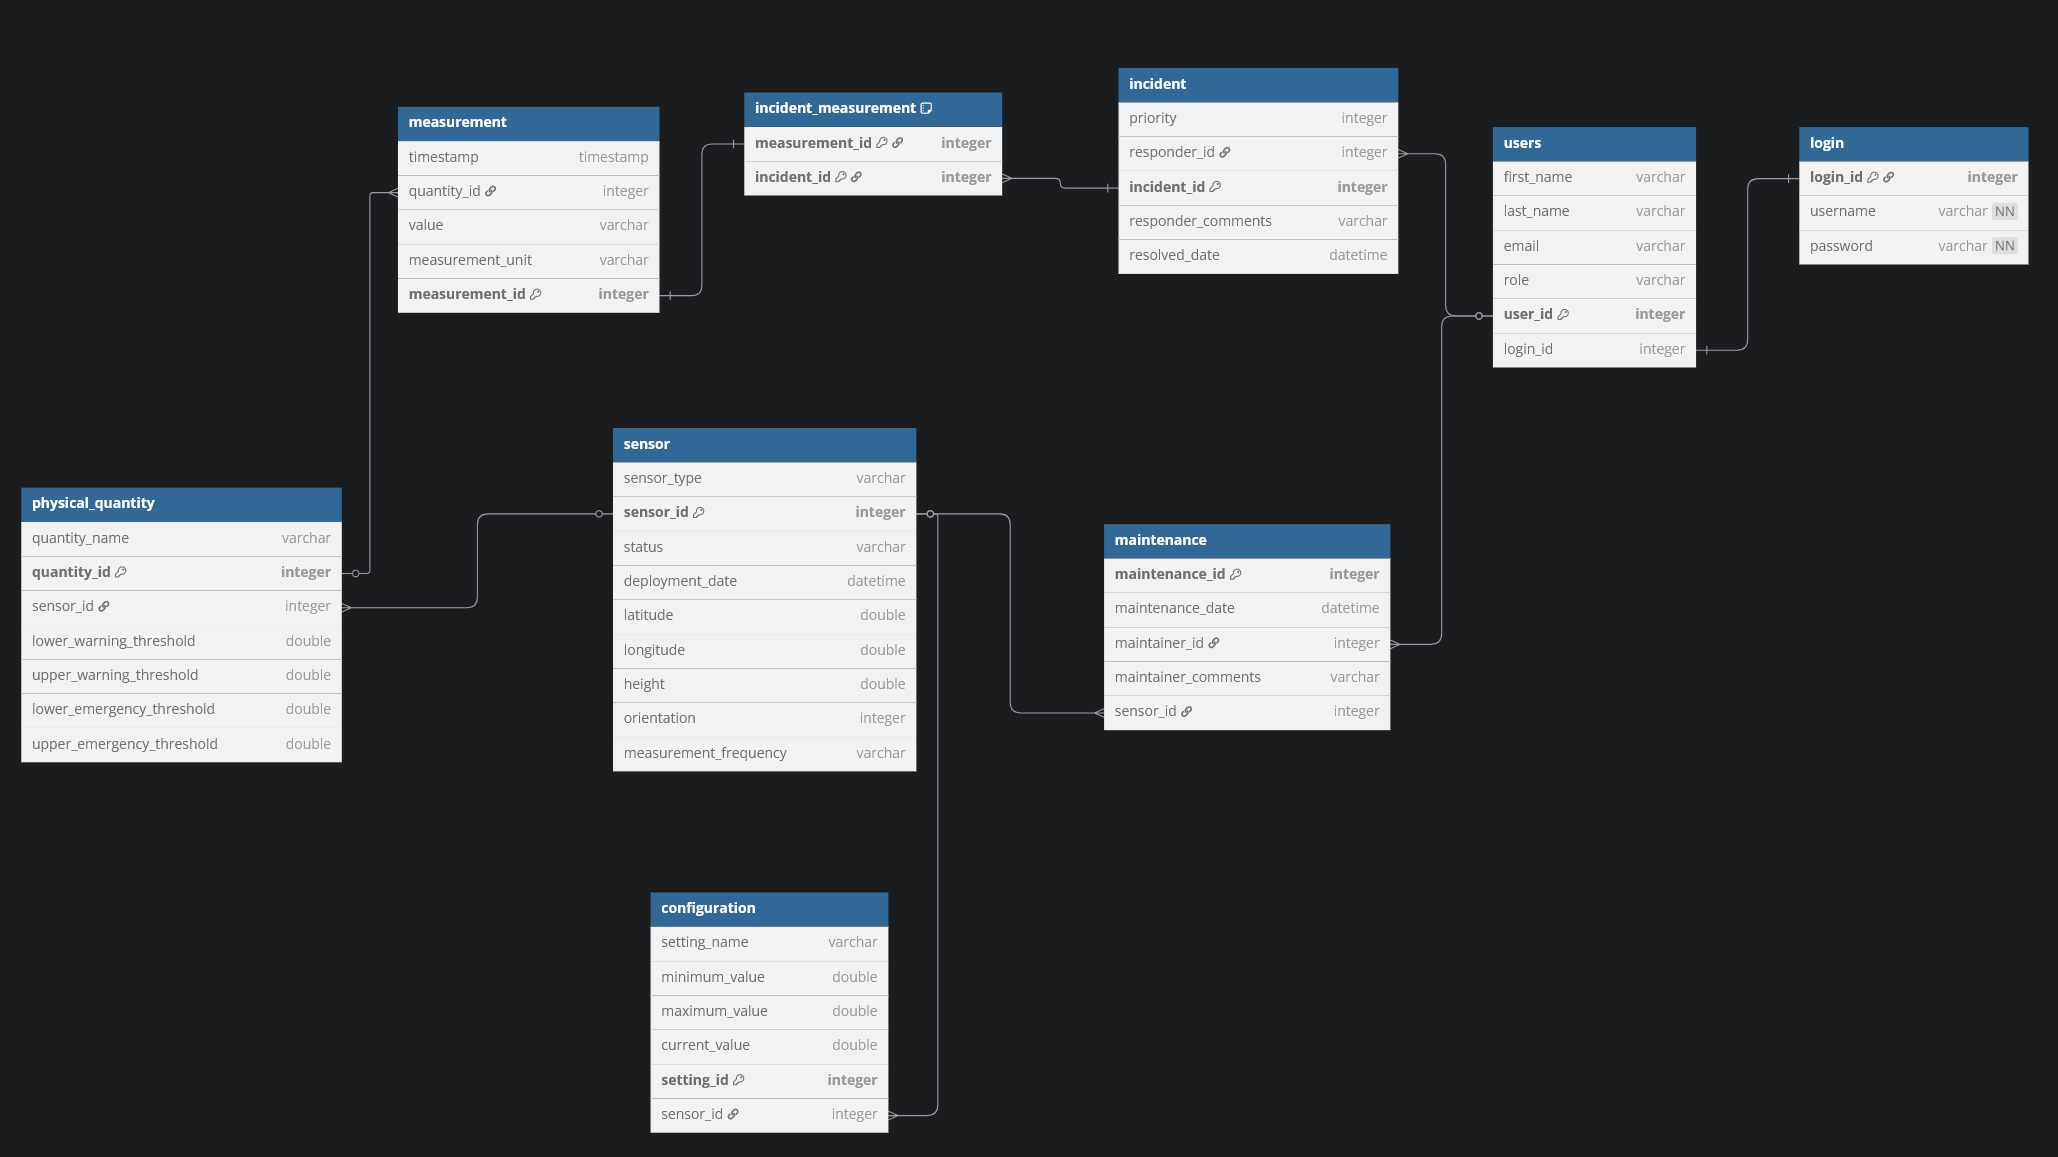 incident
priority integer
responder_id integer
incident_id integer
responder_comments varchar
resolved_date datetime
incident_measurement
measurement_id integer
incident_id integer
measurement
timestamp timestamp
quantity_id integer
value varchar
measurement_unit varchar
measurement_id integer
users
first_name varchar
last_name varchar
email varchar
role varchar
user_id integer
login_id integer
login
login_id integer
username varchar NN
password varchar NN
sensor
sensor_type varchar
sensor_id integer
status varchar
deployment_date datetime
latitude double
longitude double
height double
orientation integer
measurement_frequency varchar
physical_quantity
quantity_name varchar
quantity_id integer
sensor_id integer
lower_warning_threshold double
upper_warning_threshold double
lower_emergency_threshold double
upper_emergency_threshold double
maintenance
maintenance_id integer
maintenance_date datetime
maintainer_id integer
maintainer_comments varchar
sensor_id integer
configuration
setting_name varchar
minimum_value double
maximum_value double
current_value double
setting_id integer
sensor_id integer